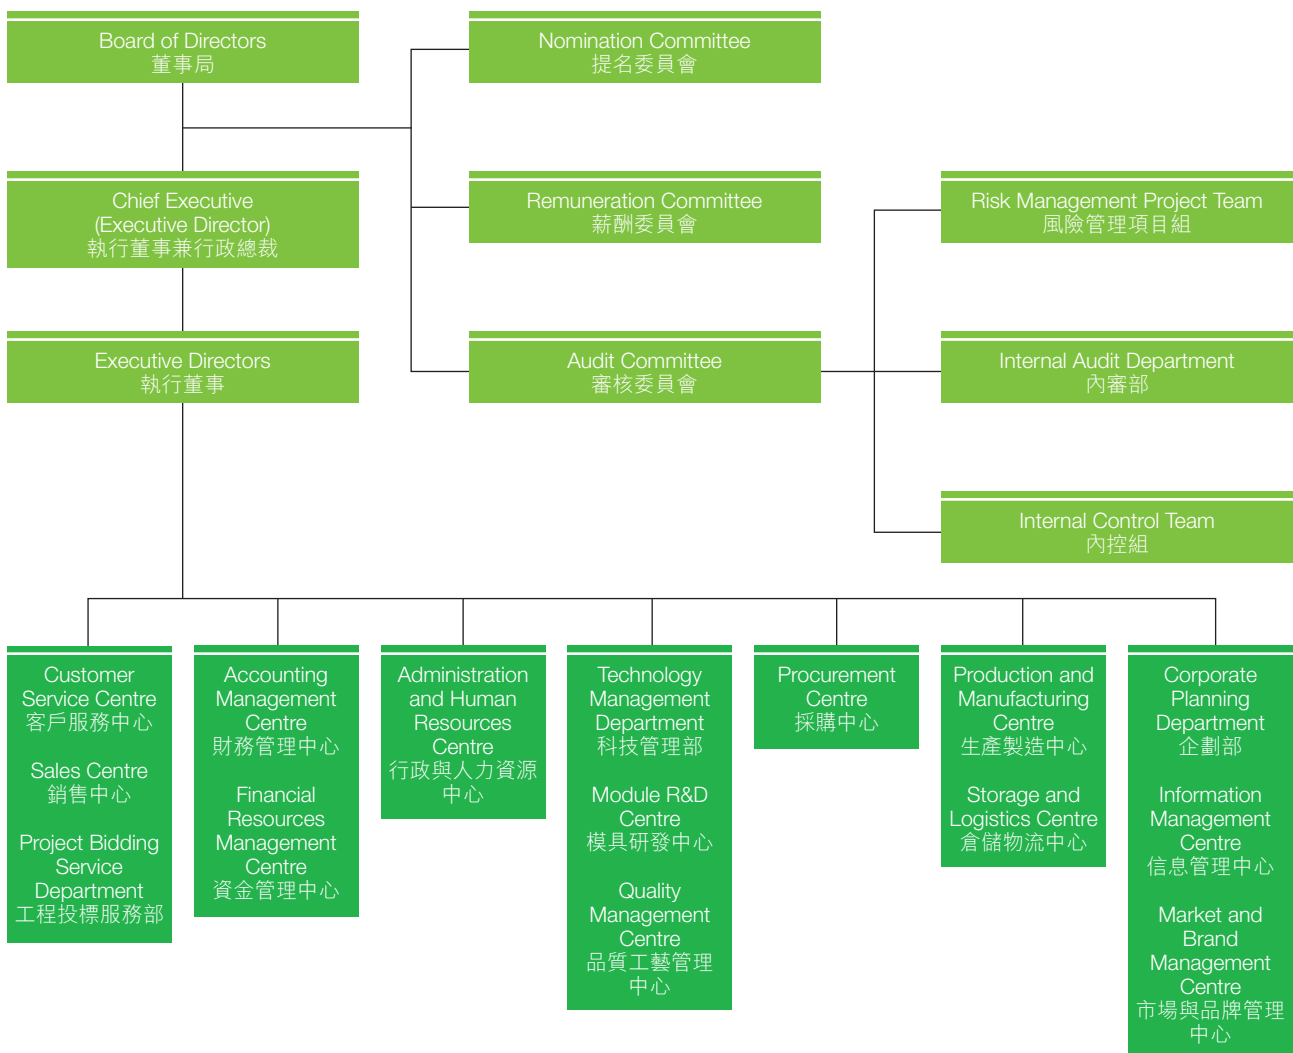 Board of Directors
董事局
Nomination Committee
提名委員會
Chief Executive
(Executive Director)
執行董事兼行政總裁
Remuneration Committee
薪酬委員會
Risk Management Project Team
風險管理項目組
Executive Directors
執行董事
Audit Committee
審核委員會
Internal Audit Department
內審部
Internal Control Team
內控組
Customer
Service Centre
客戶服務中心
Sales Centre
銷售中心
Project Bidding
Service
Department
工程投標服務部
Accounting
Management
Centre
財務管理中心
Financial
Resources
Management
Centre
資金管理中心
Administration
and Human
Resources
Centre
行政與人力資源
中心
Technology
Management
Department
科技管理部
Module R&D
Centre
模具研發中心
Quality
Management
Centre
品質工藝管理
中心
Procurement
Centre
採購中心
Production and
Manufacturing
Centre
生產製造中心
Storage and
Logistics Centre
倉儲物流中心
Corporate
Planning
Department
企劃部
Information
Management
Centre
信息管理中心
Market and
Brand
Management
Centre
市場與品牌管理
中心